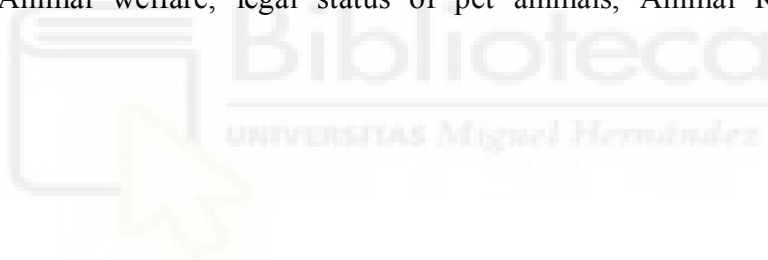 Animal welfare, legal status of pet animals, Animal R
Biblioteca
UNIVERSITAS Miguel Hernández